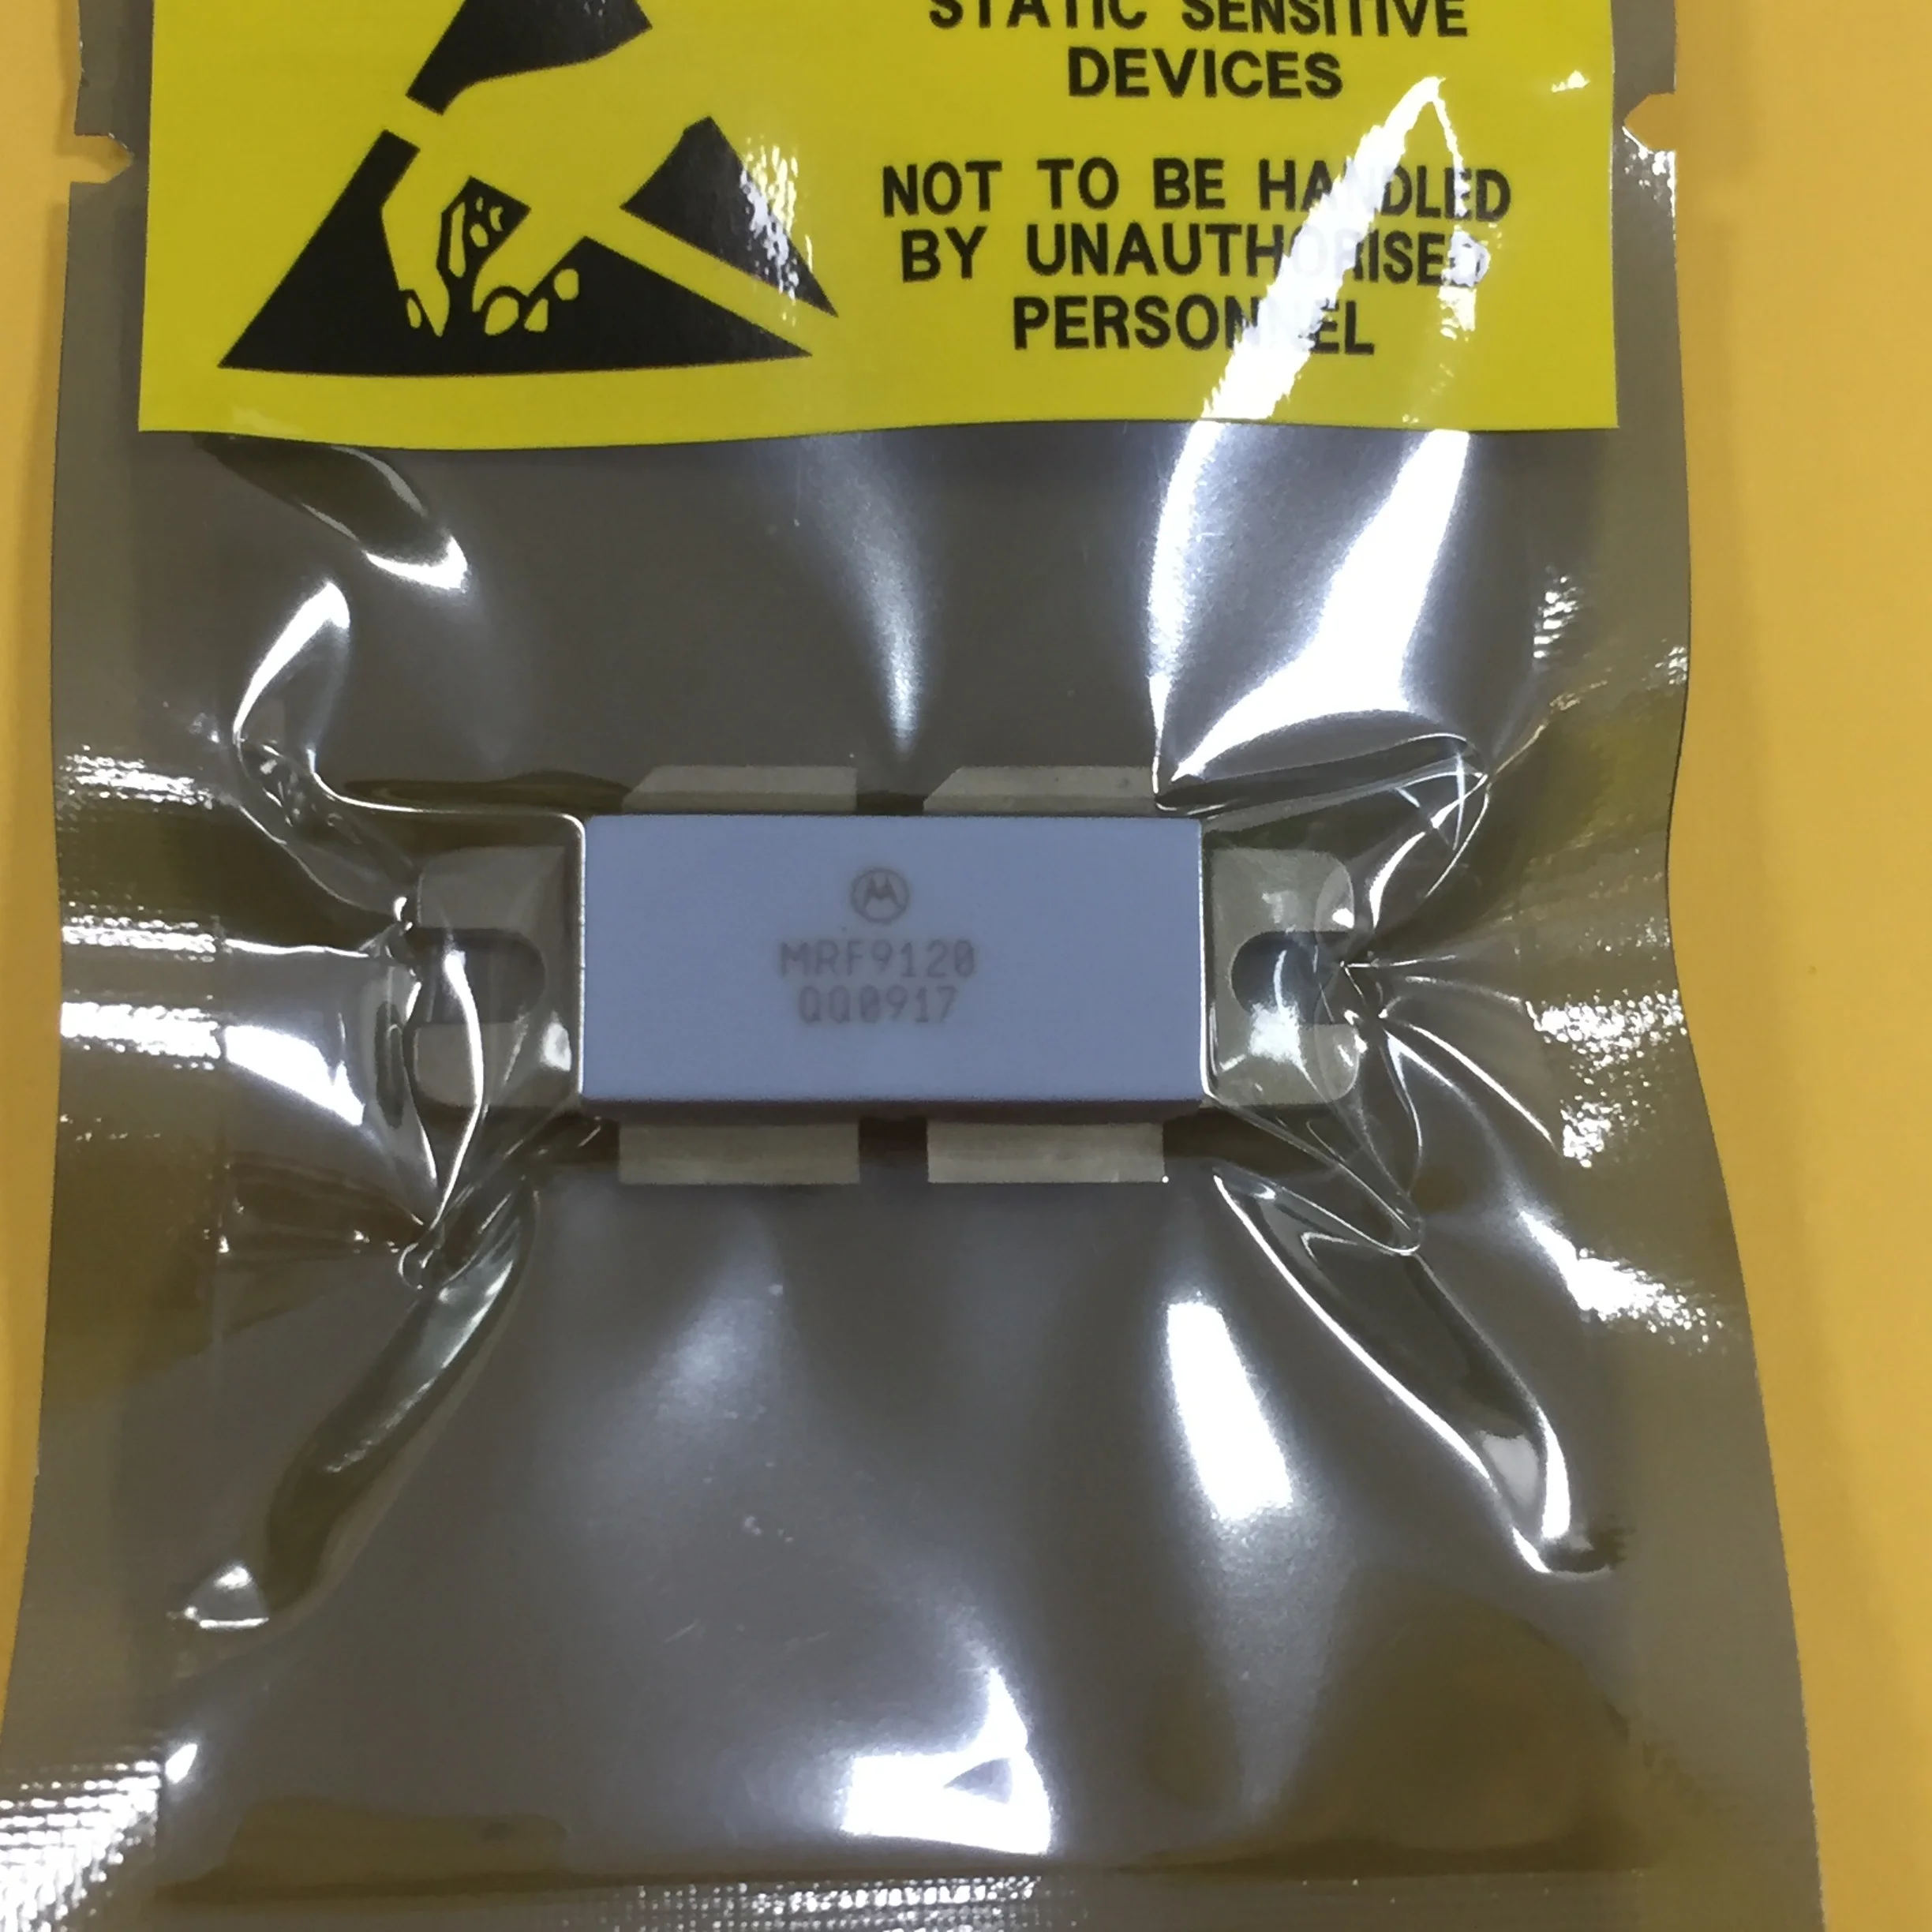 STATIC SENSITIVE
DEVICES
NOT TO BE HANDLED
BY UNAUTHORISED
PERSONNEL
MRF9120
QQ0917